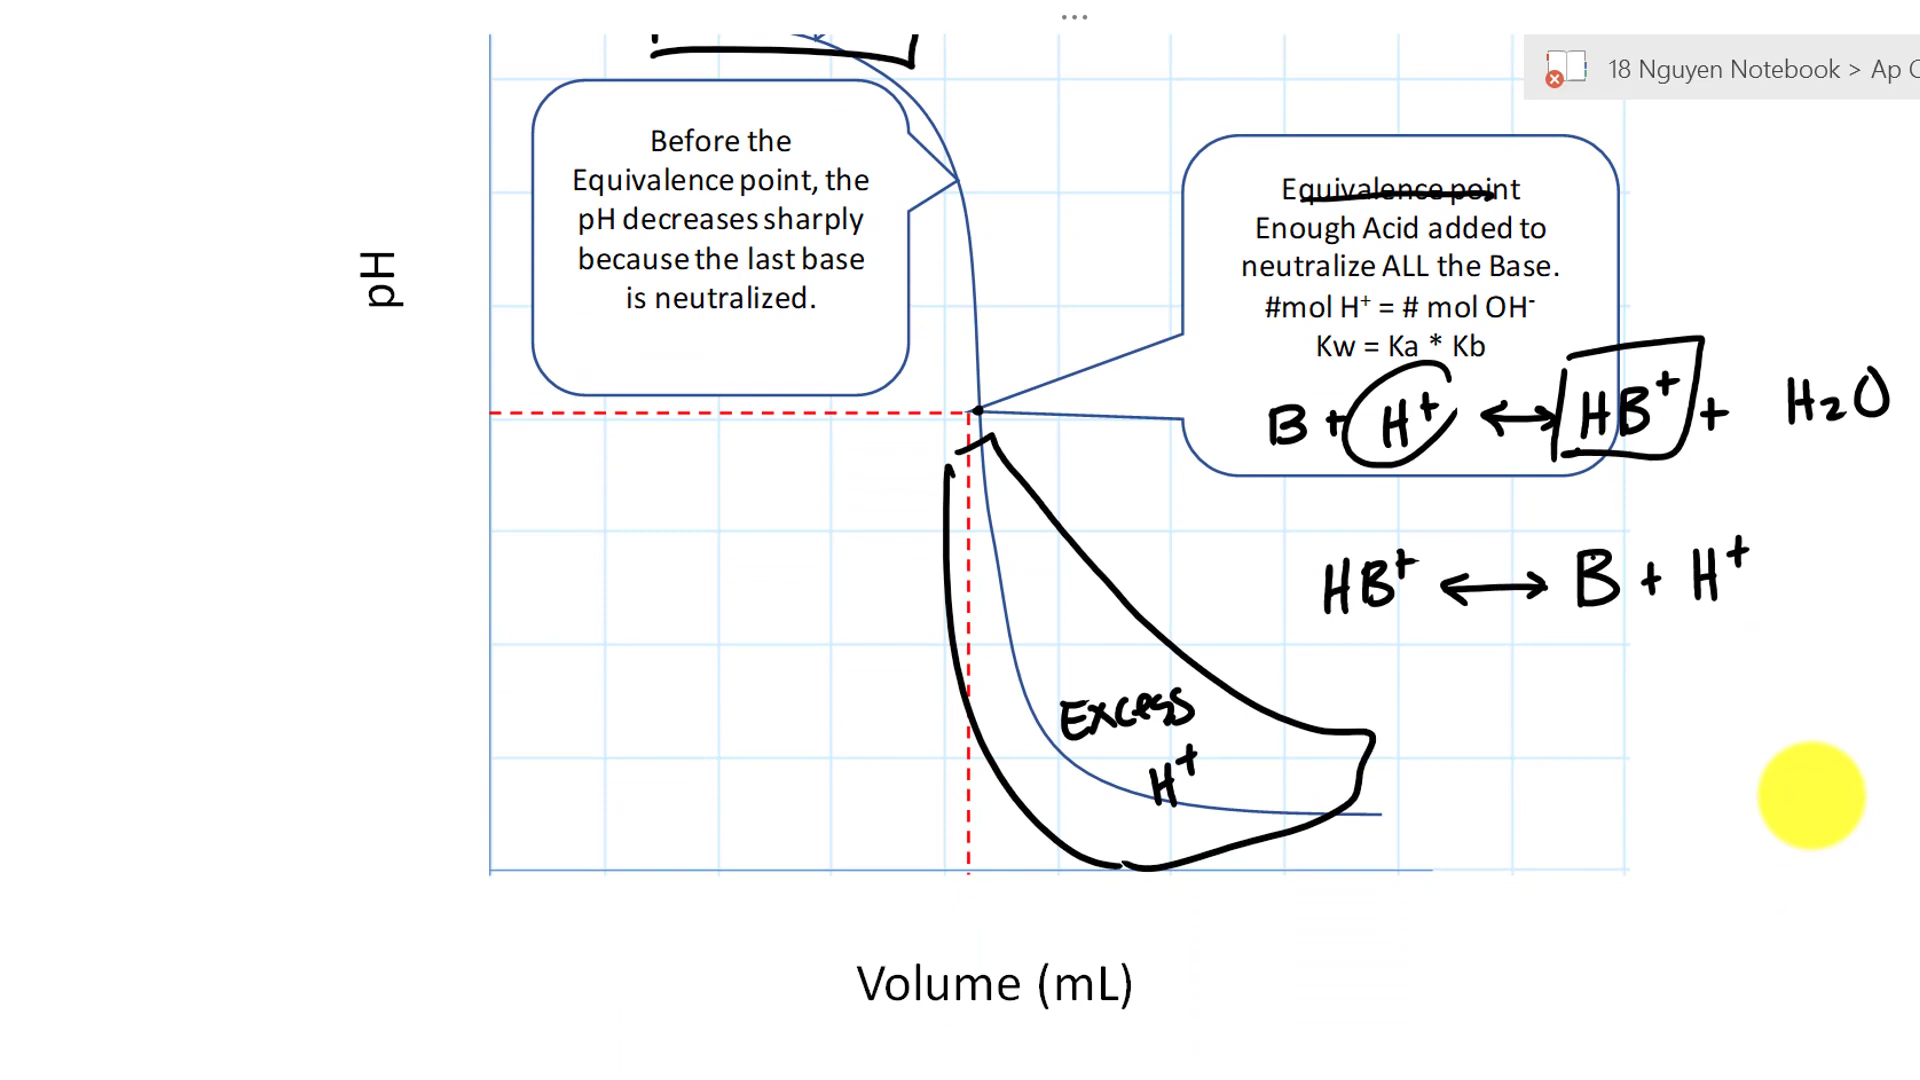 18 Nguyen Notebook > Ap
Before the
Equivalence point, the
pH decreases sharply
because the last base
is neutralized.
Equivalence point
Enough Acid added to
neutralize ALL the Base.
#mol H⁺ = # mol OH⁻
Kw = Ka * Kb
B + H⁺ ↔ HB⁺ + H₂O
HB⁺ ↔ B + H⁺
Excess
H⁺
pH
Volume (mL)